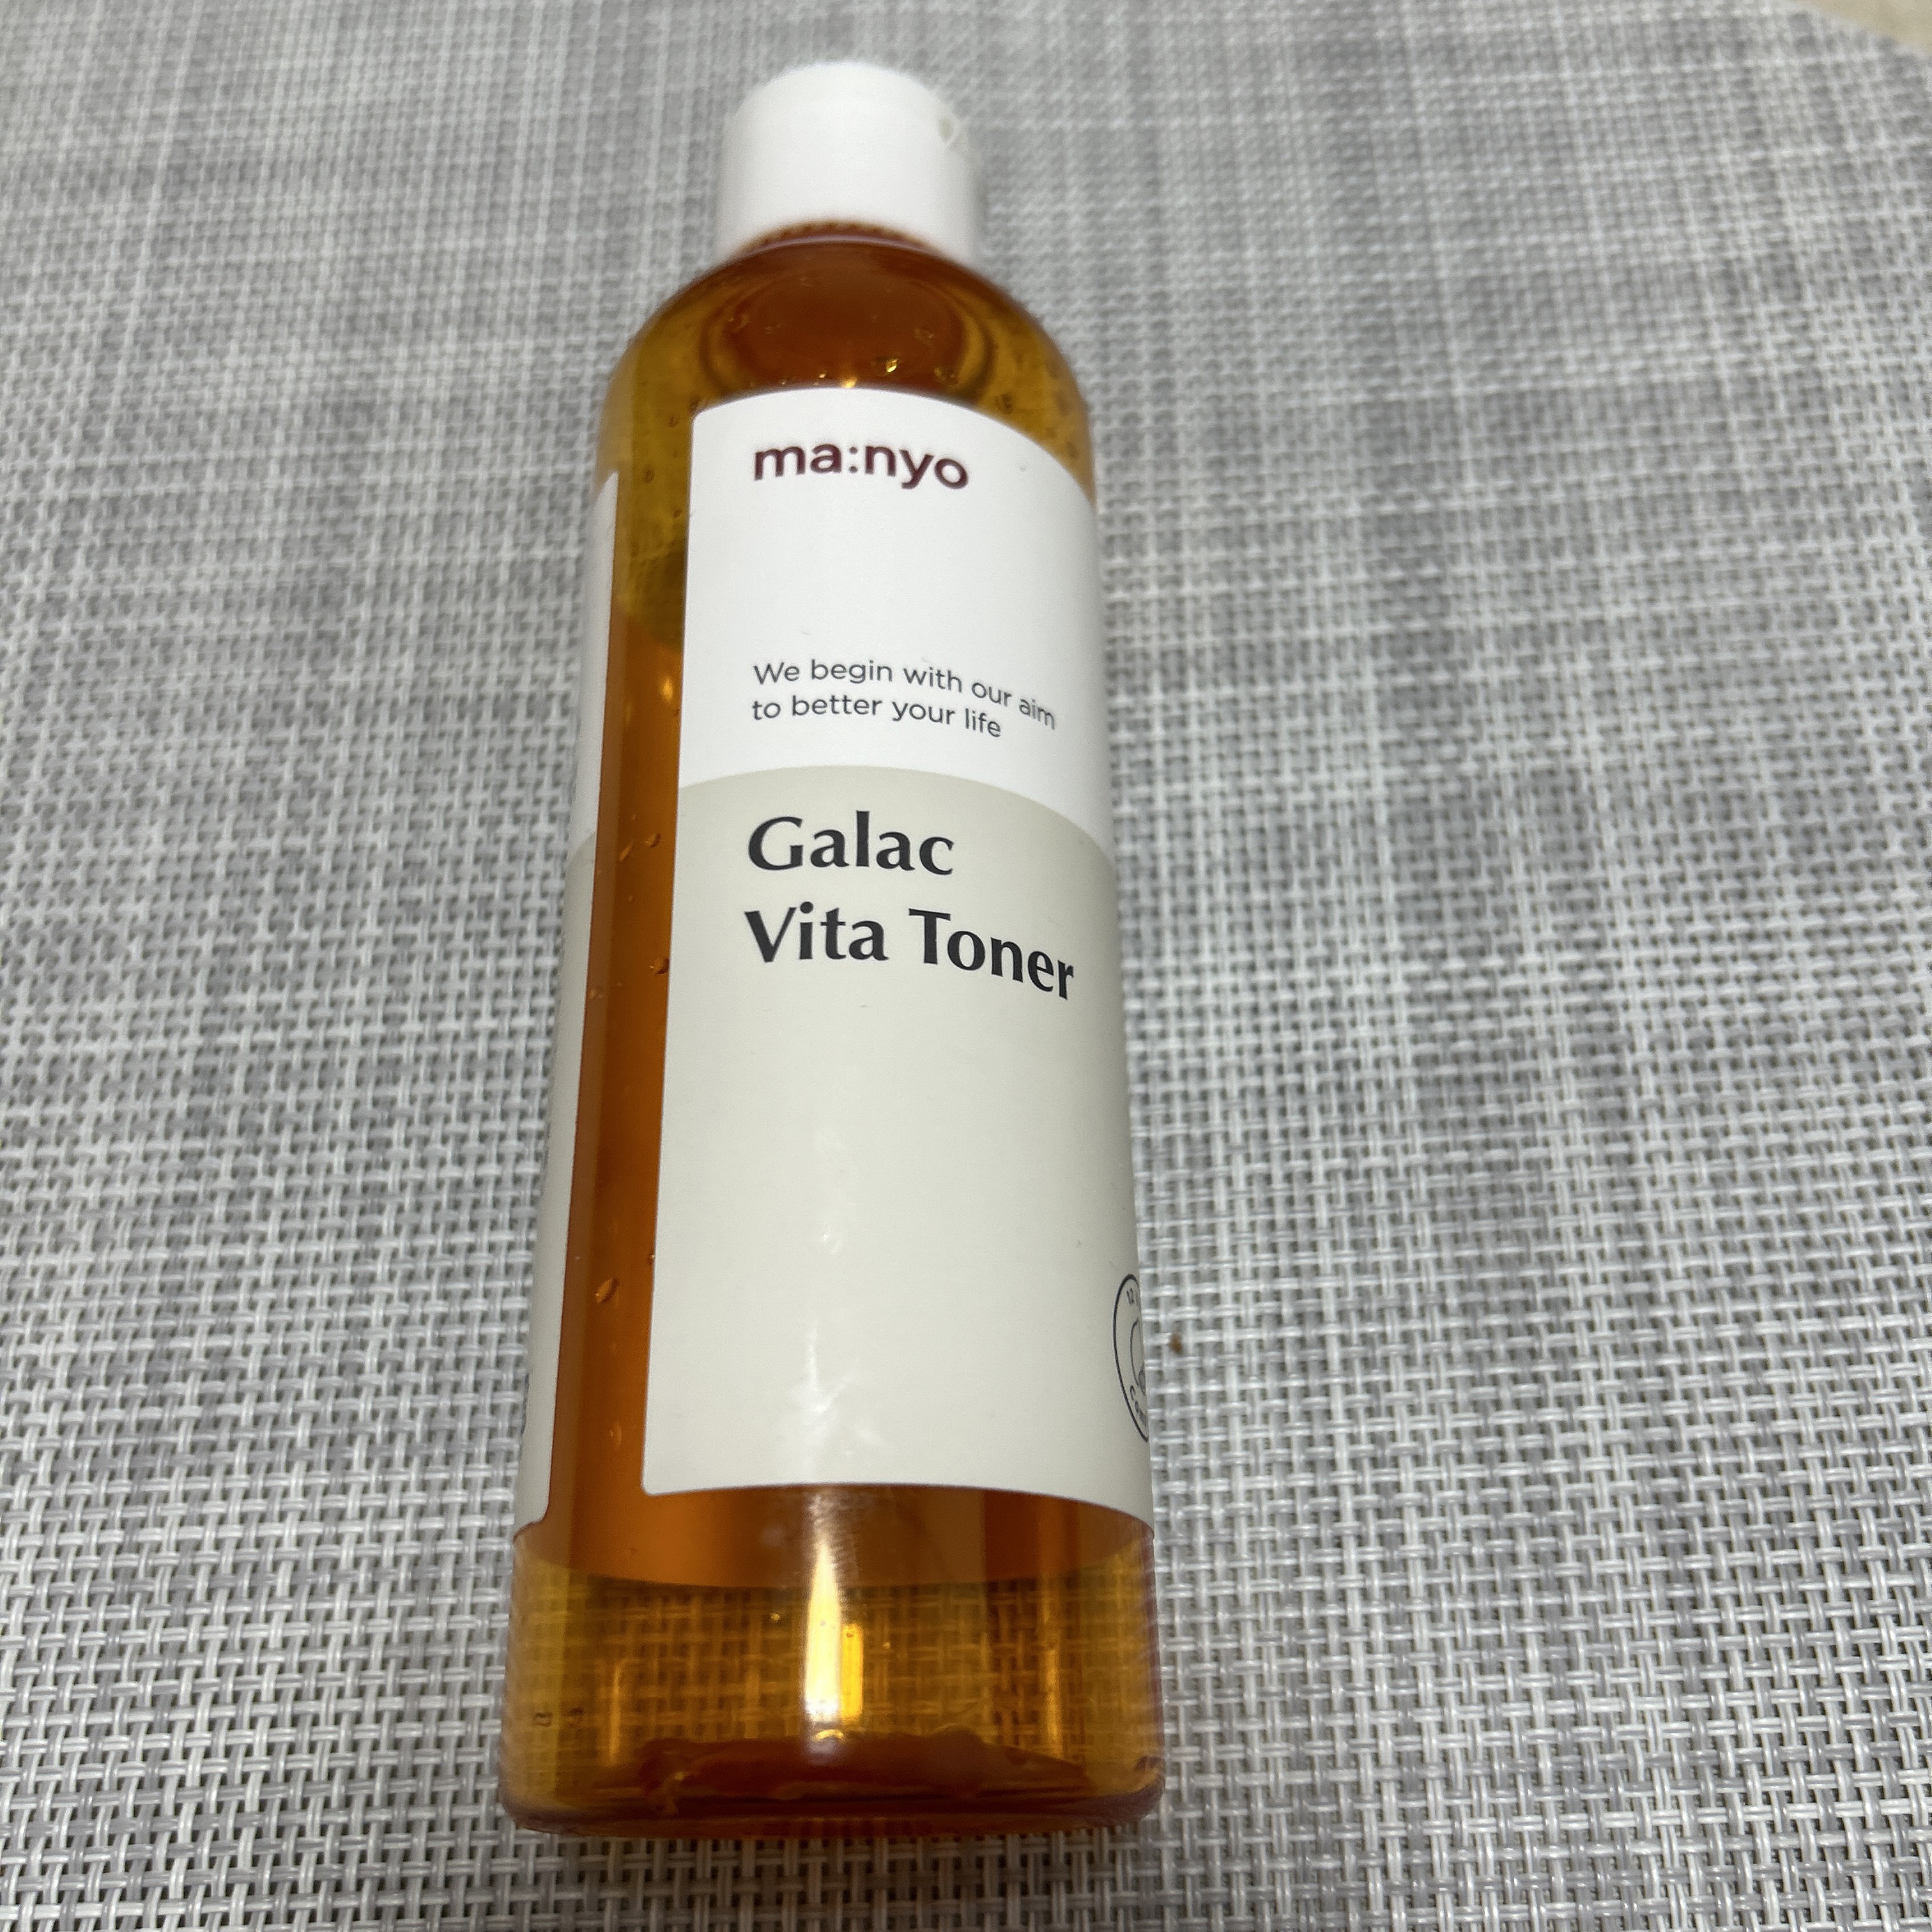 ma:nyo
We begin with our aim
to better your life
Galac
Vita Toner